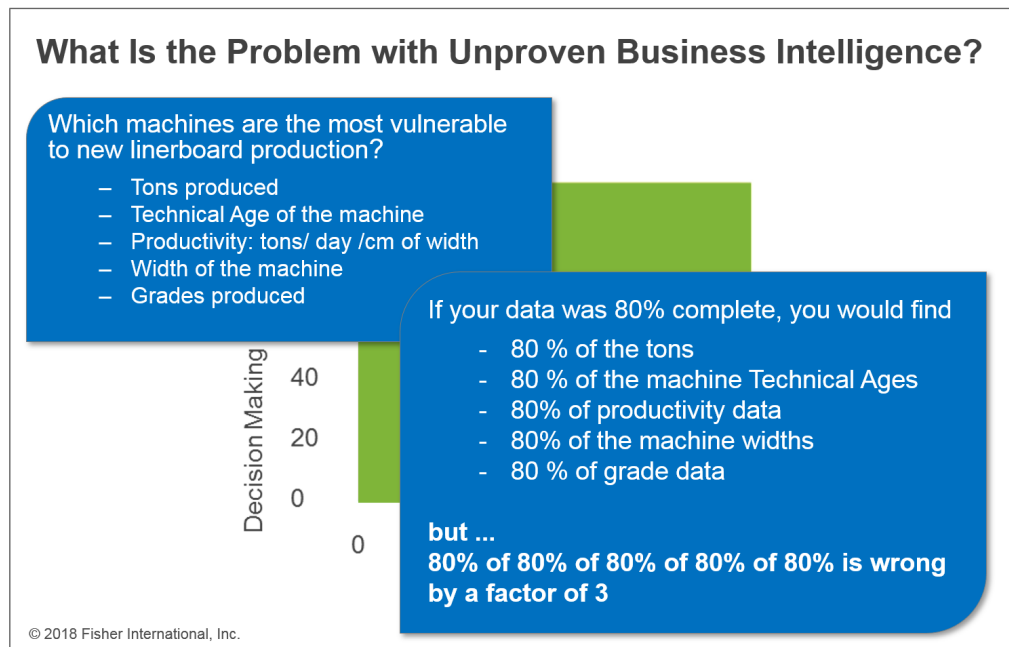 What Is the Problem with Unproven Business Intelligence?
Which machines are the most vulnerable
to new linerboard production?
– Tons produced
– Technical Age of the machine
– Productivity: tons/ day /cm of width
– Width of the machine
– Grades produced
If your data was 80% complete, you would find
- 80 % of the tons
- 80 % of the machine Technical Ages
- 80% of productivity data
- 80% of the machine widths
- 80 % of grade data
but ...
80% of 80% of 80% of 80% of 80% is wrong
by a factor of 3
Decision Making
40
20
0
0
© 2018 Fisher International, Inc.